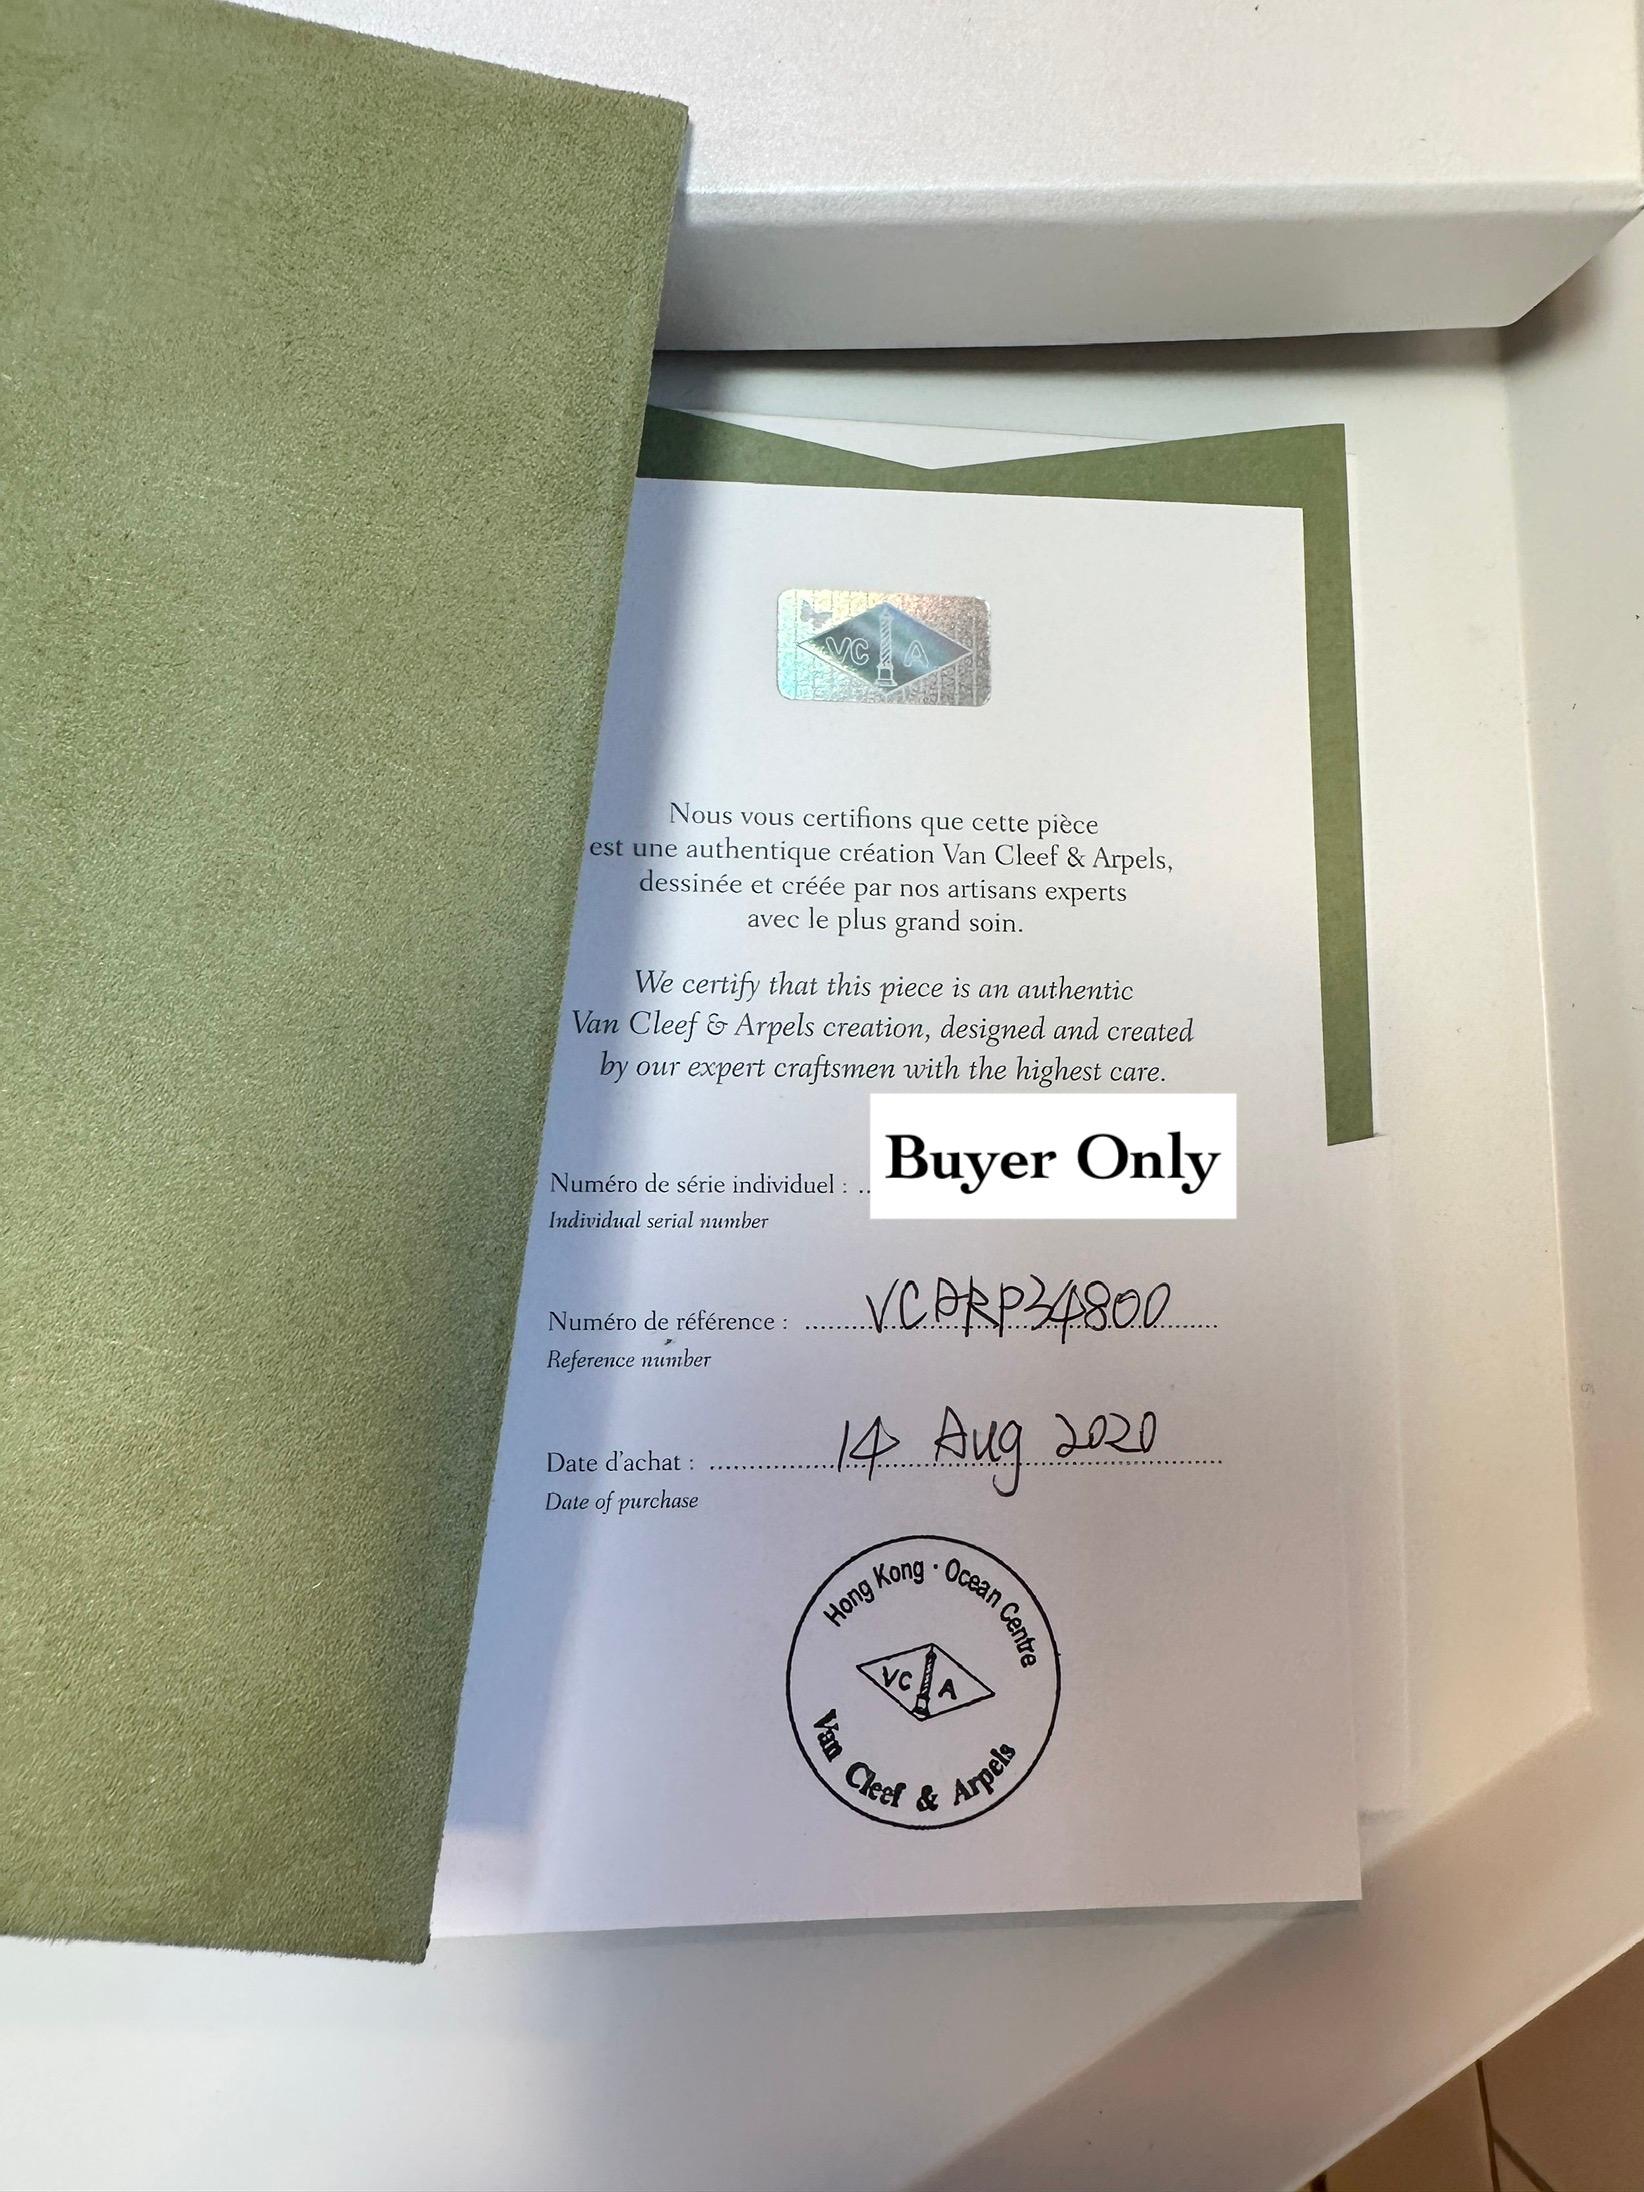 VC A
Nous vous certifions que cette pièce
est une authentique création Van Cleef & Arpels,
dessinée et créée par nos artisans experts
avec le plus grand soin.
We certify that this piece is an authentic
Van Cleef & Arpels creation, designed and created
by our expert craftsmen with the highest care.
Buyer Only
Numéro de série individuel : ..
Individual serial number
Numéro de référence : VCARP34800
Reference number
Date d'achat : 14 Aug 2020
Date of purchase
Hong Kong · Ocean Centre
VC A
Van Cleef & Arpels